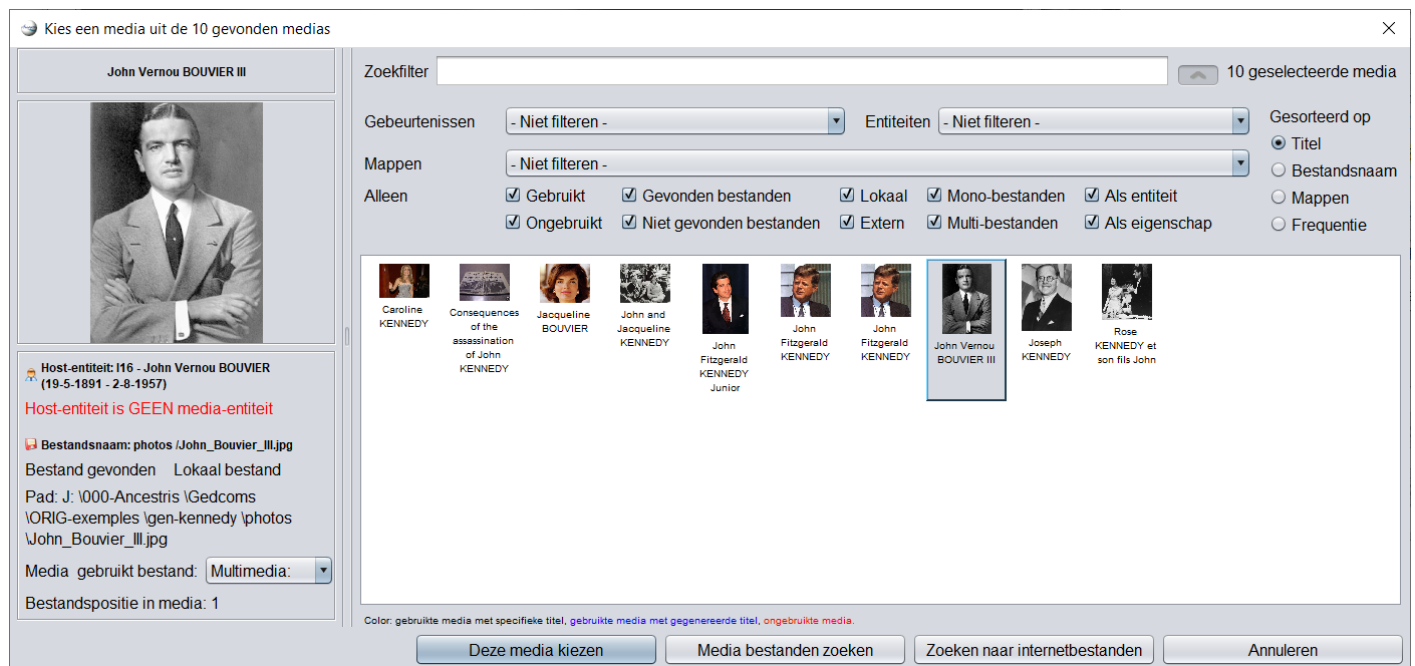 Kies een media uit de 10 gevonden medias
John Vernou BOUVIER III
Host-entiteit: I16 - John Vernou BOUVIER
(19-5-1891 - 2-8-1957)
Host-entiteit is GEEN media-entiteit
Bestandsnaam: photos /John_Bouvier_III.jpg
Bestand gevonden Lokaal bestand
Pad: J: \000-Ancestris \Gedcoms
\ORIG-exemples \gen-kennedy \photos
\John_Bouvier_III.jpg
Media gebruikt bestand: Multimedia:
Bestandspositie in media: 1
Zoekfilter 10 geselecteerde media
Gebeurtenissen - Niet filteren - Entiteiten - Niet filteren -
Mappen - Niet filteren -
Alleen Gebruikt Gevonden bestanden Lokaal Mono-bestanden Als entiteit
Ongebruikt Niet gevonden bestanden Extern Multi-bestanden Als eigenschap
Gesorteerd op
Titel
Bestandsnaam
Mappen
Frequentie
Caroline
KENNEDY
Consequences
of the
assassination
of John
KENNEDY
Jacqueline
BOUVIER
John and
Jacqueline
KENNEDY
John
Fitzgerald
KENNEDY
Junior
John
Fitzgerald
KENNEDY
John
Fitzgerald
KENNEDY
John Vernou
BOUVIER III
Joseph
KENNEDY
Rose
KENNEDY et
son fils John
Color: gebruikte media met specifieke titel, gebruikte media met gegenereerde titel, ongebruikte media.
Deze media kiezen Media bestanden zoeken Zoeken naar internetbestanden Annuleren